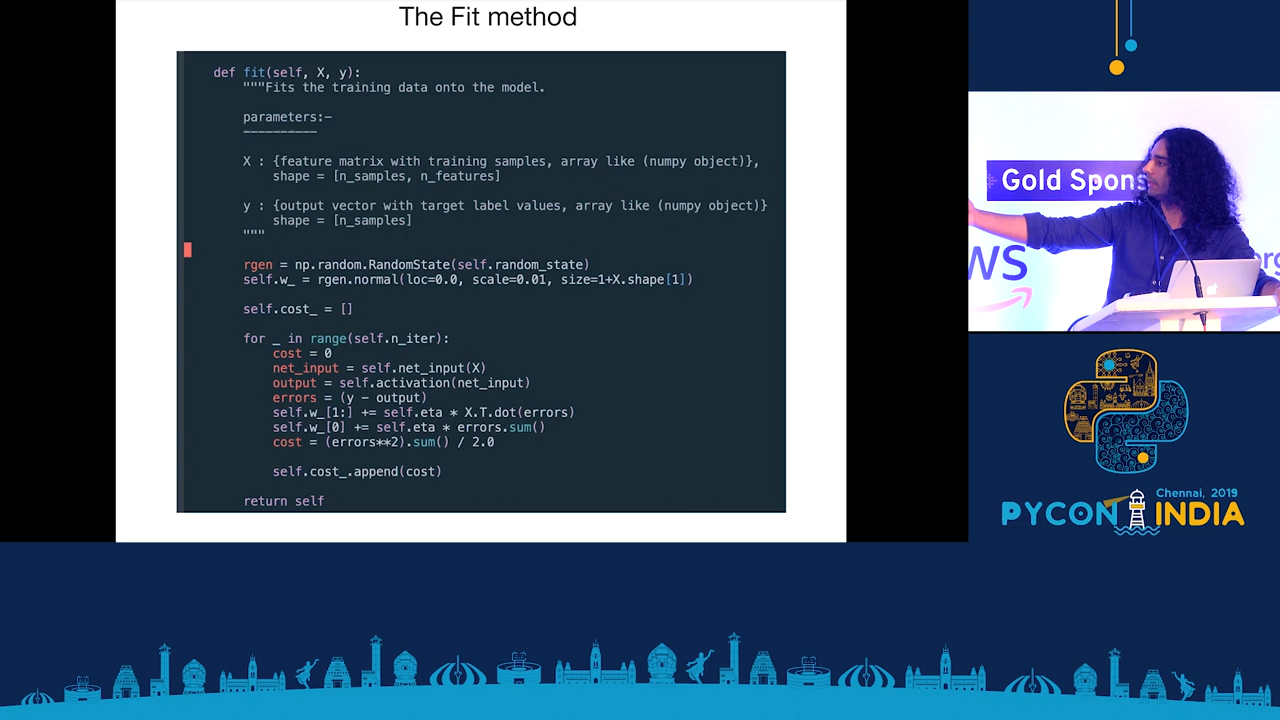 The Fit method
def fit(self, X, y):
"""Fits the training data onto the model.
parameters:-
----------
X : {feature matrix with training samples, array like (numpy object)},
shape = [n_samples, n_features]
y : {output vector with target label values, array like (numpy object)}
shape = [n_samples]
"""
rgen = np.random.RandomState(self.random_state)
self.w_ = rgen.normal(loc=0.0, scale=0.01, size=1+X.shape[1])
self.cost_ = []
for _ in range(self.n_iter):
cost = 0
net_input = self.net_input(X)
output = self.activation(net_input)
errors = (y - output)
self.w_[1:] += self.eta * X.T.dot(errors)
self.w_[0] += self.eta * errors.sum()
cost = (errors**2).sum() / 2.0
self.cost_.append(cost)
return self
Gold Spons
Chennai, 2019
PYCON INDIA